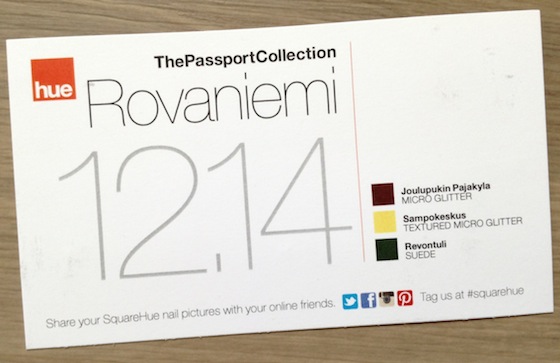 hue
ThePassportCollection
Rovaniemi
12.14
Joulupukin Pajakyla
MICRO GLITTER
Sampokeskus
TEXTURED MICRO GLITTER
Revontuli
SUEDE
Share your SquareHue nail pictures with your online friends. Tag us at #squarehue